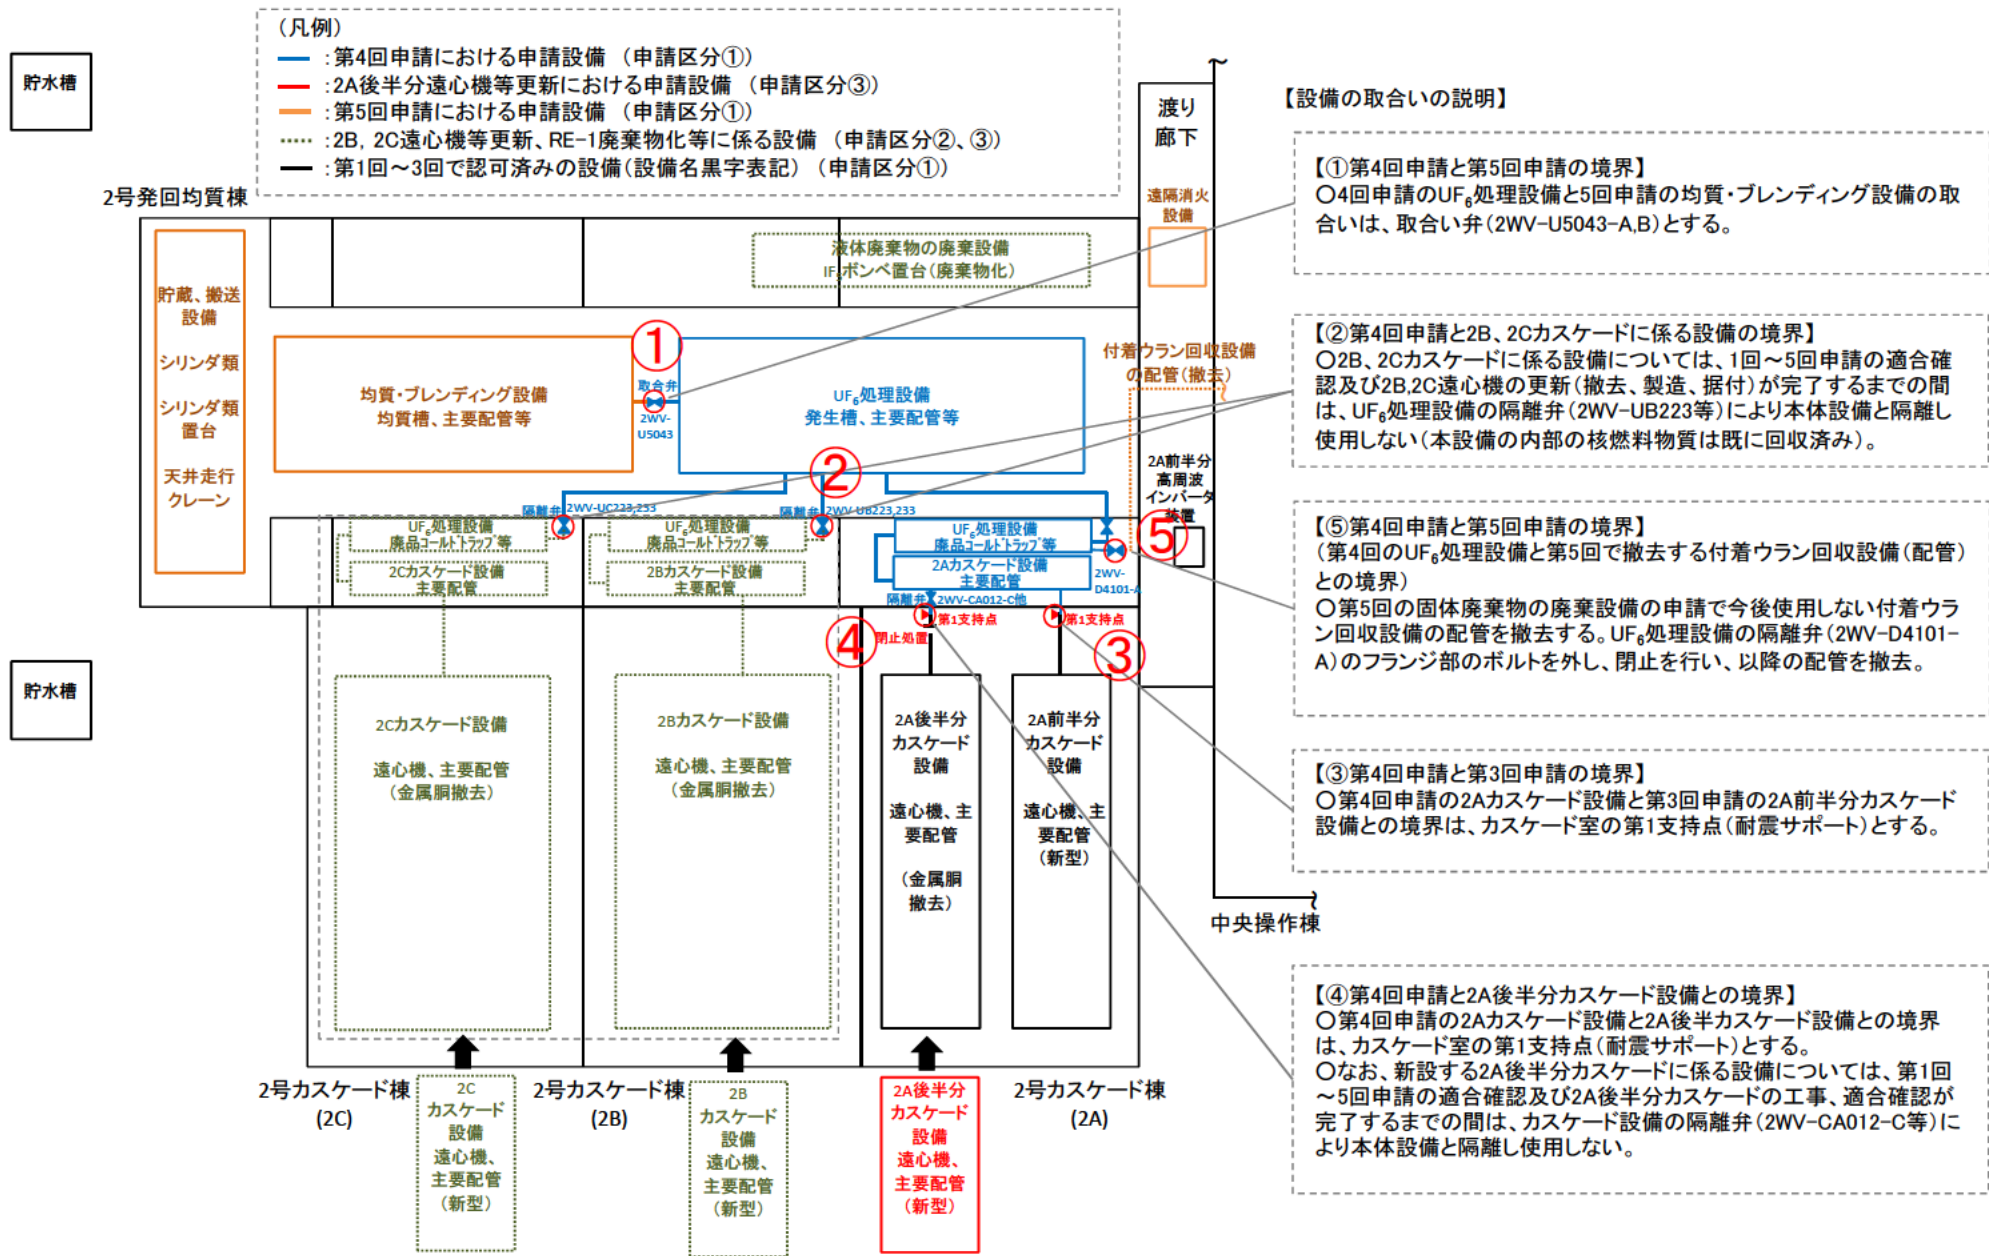 (凡例)
:第4回申請における申請設備 (申請区分①)
:2A後半分遠心機等更新における申請設備 (申請区分③)
:第5回申請における申請設備 (申請区分①)
:2B, 2C遠心機等更新、RE-1廃棄物化等に係る設備 (申請区分②、③)
:第1回～3回で認可済みの設備(設備名黒字表記) (申請区分①)
貯水槽
貯水槽
2号発回均質棟
貯蔵、搬送
設備
シリンダ類
シリンダ類
置台
天井走行
クレーン
液体廃棄物の廃棄設備
IF₇ボンベ置台(廃棄物化)
均質・ブレンディング設備
均質槽、主要配管等
①
取合弁
2WV-
U5043
UF₆処理設備
発生槽、主要配管等
渡り
廊下
遠隔消火
設備
付着ウラン回収設備
の配管(撤去)
2A前半分
高周波
インバータ
装置
②
隔離弁
2WV-UC223,233
隔離弁
2WV-UB223,233
UF₆処理設備
廃品コールドトラップ等
2Cカスケード設備
主要配管
UF₆処理設備
廃品コールドトラップ等
2Bカスケード設備
主要配管
UF₆処理設備
廃品コールドトラップ等
2Aカスケード設備
主要配管
⑤
2WV-
D4101-A
隔離弁
2WV-CA012-C他
第1支持点
第1支持点
閉止処置
④
③
2Cカスケード設備
遠心機、主要配管
(金属胴撤去)
2Bカスケード設備
遠心機、主要配管
(金属胴撤去)
2A後半分
カスケード
設備
遠心機、主
要配管
(金属胴
撤去)
2A前半分
カスケード
設備
遠心機、主
要配管
(新型)
中央操作棟
2号カスケード棟
(2C)
2C
カスケード
設備
遠心機、
主要配管
(新型)
2号カスケード棟
(2B)
2B
カスケード
設備
遠心機、
主要配管
(新型)
2A後半分
カスケード
設備
遠心機、
主要配管
(新型)
2号カスケード棟
(2A)
【設備の取合いの説明】
【①第4回申請と第5回申請の境界】
〇4回申請のUF₆処理設備と5回申請の均質・ブレンディング設備の取
合いは、取合い弁(2WV-U5043-A,B)とする。
【②第4回申請と2B、2Cカスケードに係る設備の境界】
〇2B、2Cカスケードに係る設備については、1回～5回申請の適合確
認及び2B,2C遠心機の更新(撤去、製造、据付)が完了するまでの間
は、UF₆処理設備の隔離弁(2WV-UB223等)により本体設備と隔離し
使用しない(本設備の内部の核燃料物質は既に回収済み)。
【⑤第4回申請と第5回申請の境界】
(第4回のUF₆処理設備と第5回で撤去する付着ウラン回収設備(配管)
との境界)
〇第5回の固体廃棄物の廃棄設備の申請で今後使用しない付着ウラ
ン回収設備の配管を撤去する。UF₆処理設備の隔離弁(2WV-D4101-
A)のフランジ部のボルトを外し、閉止を行い、以降の配管を撤去。
【③第4回申請と第3回申請の境界】
〇第4回申請の2Aカスケード設備と第3回申請の2A前半分カスケード
設備との境界は、カスケード室の第1支持点(耐震サポート)とする。
【④第4回申請と2A後半分カスケード設備との境界】
〇第4回申請の2Aカスケード設備と2A後半カスケード設備との境界
は、カスケード室の第1支持点(耐震サポート)とする。
〇なお、新設する2A後半分カスケードに係る設備については、第1回
～5回申請の適合確認及び2A後半分カスケードの工事、適合確認が
完了するまでの間は、カスケード設備の隔離弁(2WV-CA012-C等)に
より本体設備と隔離し使用しない。